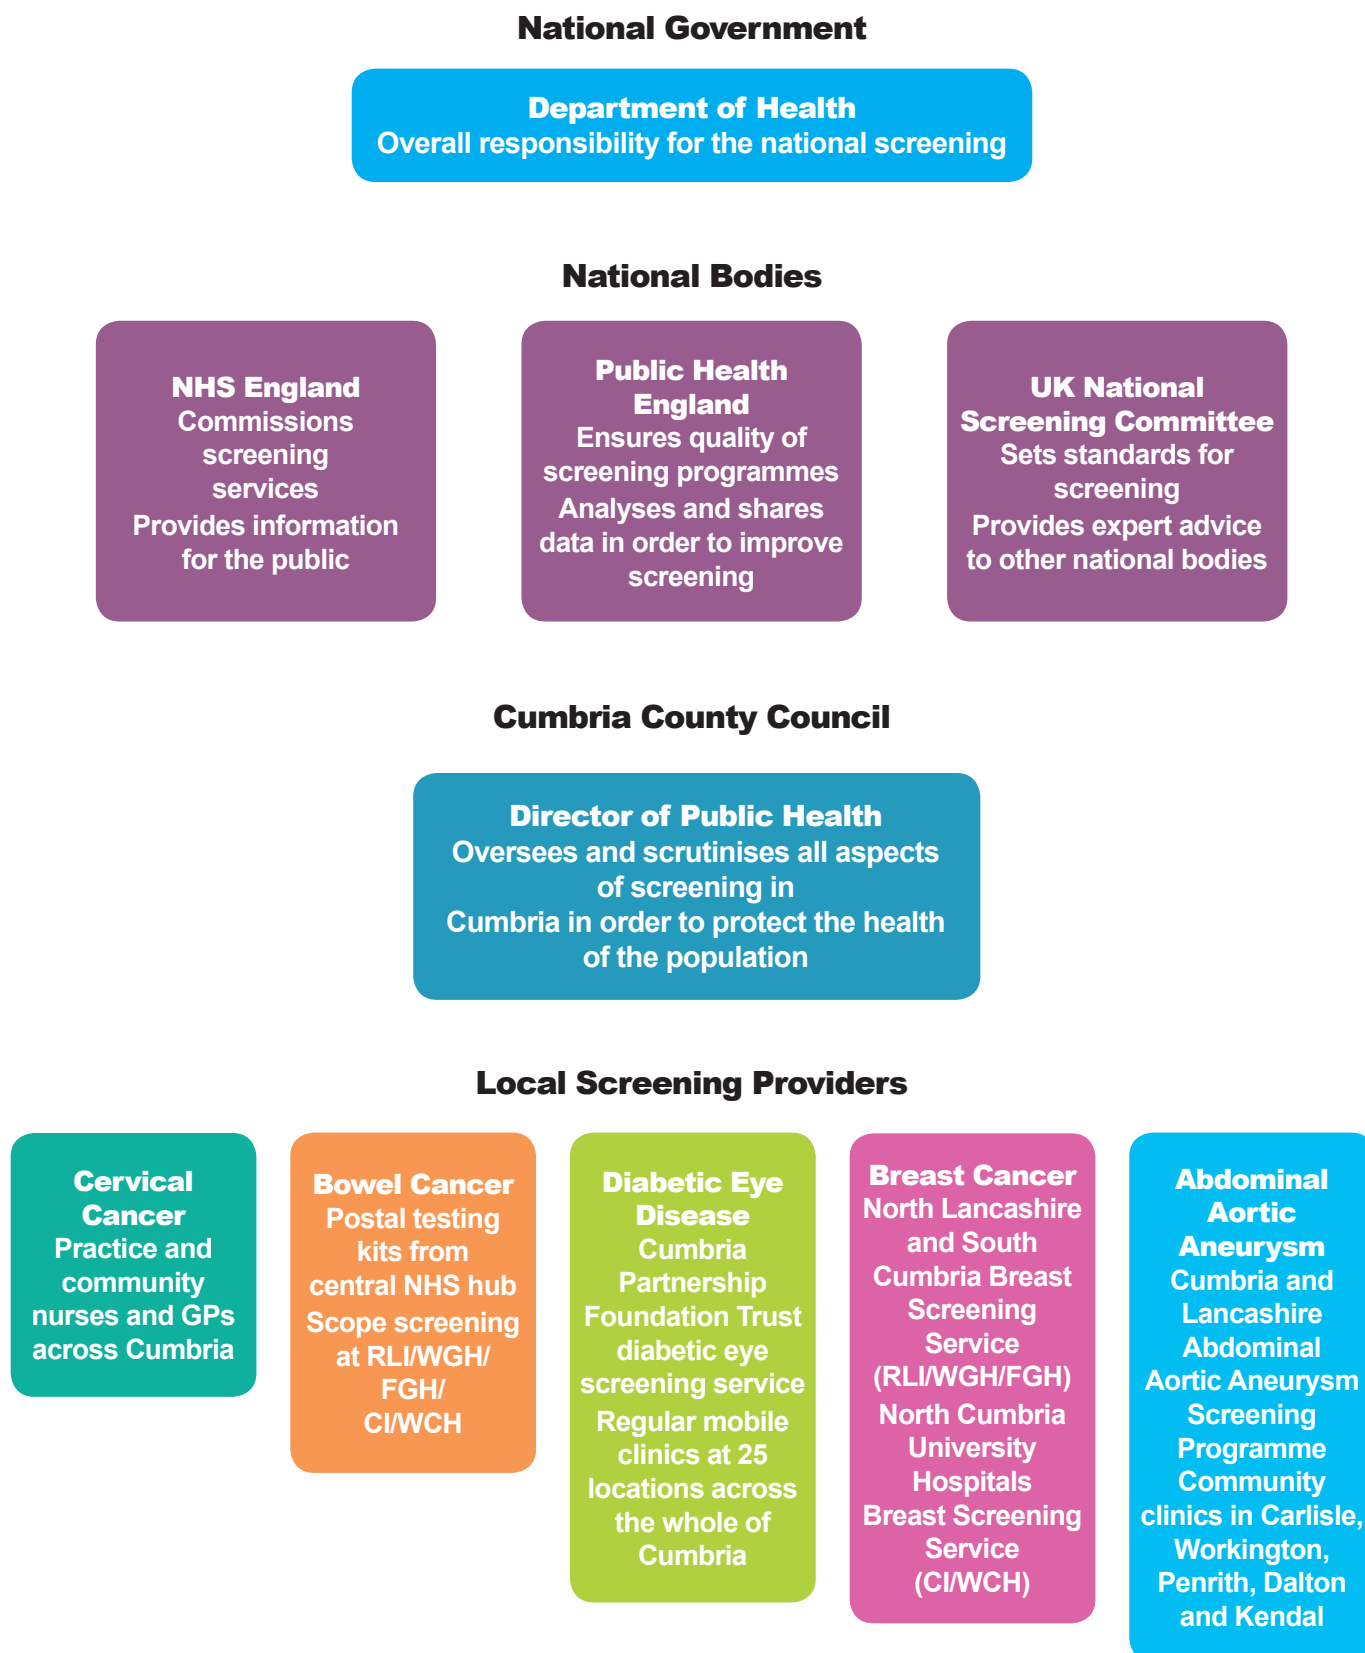 National Government
Department of Health
Overall responsibility for the national screening
National Bodies
NHS England
Commissions
screening
services
Provides information
for the public
Public Health
England
Ensures quality of
screening programmes
Analyses and shares
data in order to improve
screening
UK National
Screening Committee
Sets standards for
screening
Provides expert advice
to other national bodies
Cumbria County Council
Director of Public Health
Oversees and scrutinises all aspects
of screening in
Cumbria in order to protect the health
of the population
Local Screening Providers
Cervical
Cancer
Practice and
community
nurses and GPs
across Cumbria
Bowel Cancer
Postal testing
kits from
central NHS hub
Scope screening
at RLI/WGH/
FGH/
CI/WCH
Diabetic Eye
Disease
Cumbria
Partnership
Foundation Trust
diabetic eye
screening service
Regular mobile
clinics at 25
locations across
the whole of
Cumbria
Breast Cancer
North Lancashire
and South
Cumbria Breast
Screening
Service
(RLI/WGH/FGH)
North Cumbria
University
Hospitals
Breast Screening
Service
(CI/WCH)
Abdominal
Aortic
Aneurysm
Cumbria and
Lancashire
Abdominal
Aortic Aneurysm
Screening
Programme
Community
clinics in Carlisle,
Workington,
Penrith, Dalton
and Kendal